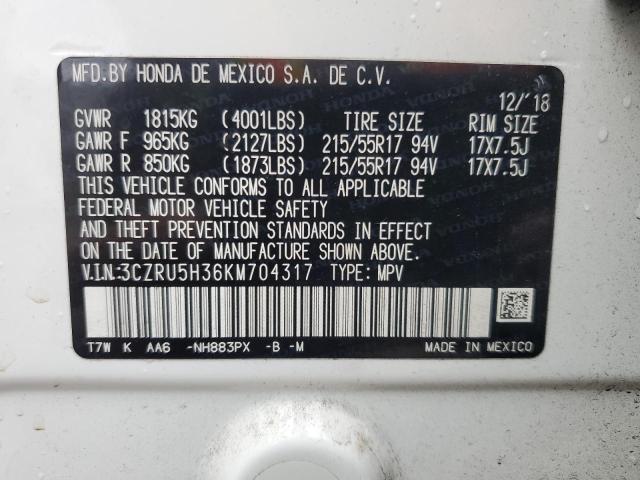 MFD. BY HONDA DE MEXICO S.A. DE C.V.
12/'18
GVWR 1815KG (4001LBS) TIRE SIZE RIM SIZE
GAWR F 965KG (2127LBS) 215/55R17 94V 17X7.5J
GAWR R 850KG (1873LBS) 215/55R17 94V 17X7.5J
THIS VEHICLE CONFORMS TO ALL APPLICABLE
FEDERAL MOTOR VEHICLE SAFETY
AND THEFT PREVENTION STANDARDS IN EFFECT
ON THE DATE OF MANUFACTURE SHOWN ABOVE.
V.I.N.:3CZRU5H36KM704317 TYPE: MPV
T7W K AA6 -NH883PX -B -M MADE IN MEXICO